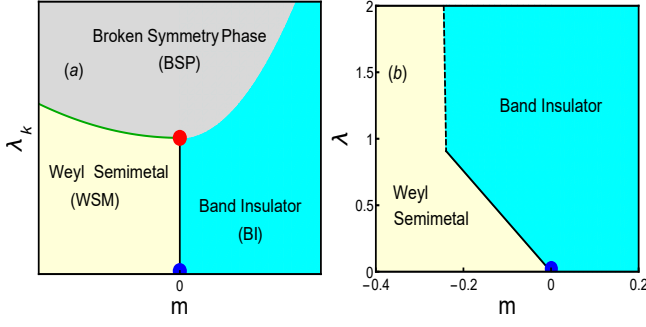 Broken Symmetry Phase
(BSP)
(a)
λk
Weyl Semimetal
(WSM)
Band Insulator
(BI)
0
m
2
1.5
1
0.5
0
(b)
λ
Band Insulator
Weyl
Semimetal
−0.4
−0.2
0
0.2
m